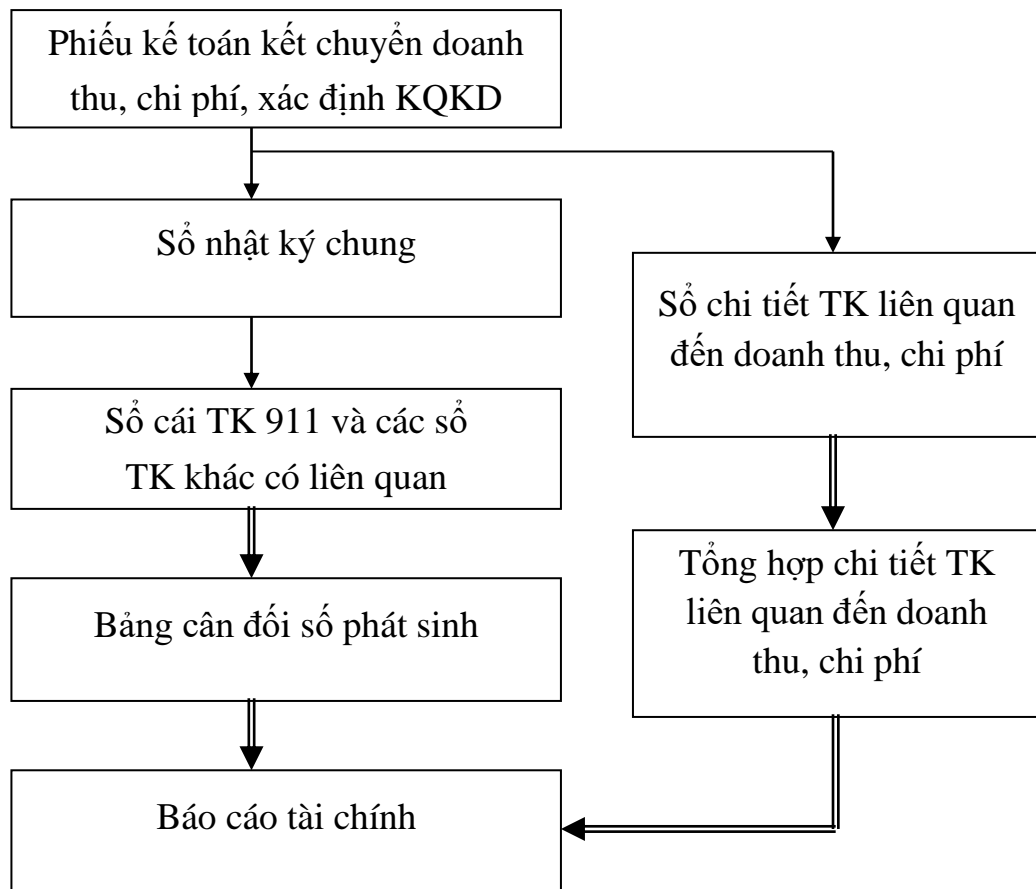 Phiếu kế toán kết chuyển doanh
thu, chi phí, xác định KQKD
Sổ nhật ký chung
Sổ chi tiết TK liên quan
đến doanh thu, chi phí
Sổ cái TK 911 và các sổ
TK khác có liên quan
Tổng hợp chi tiết TK
liên quan đến doanh
thu, chi phí
Bảng cân đối số phát sinh
Báo cáo tài chính